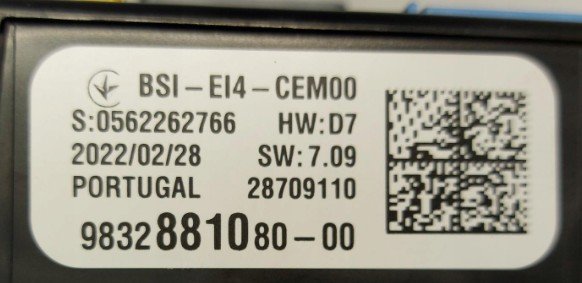 BSI-EI4-CEM00
S:0562262766 HW:D7
2022/02/28 SW:7.09
PORTUGAL 28709110
9832881080-00